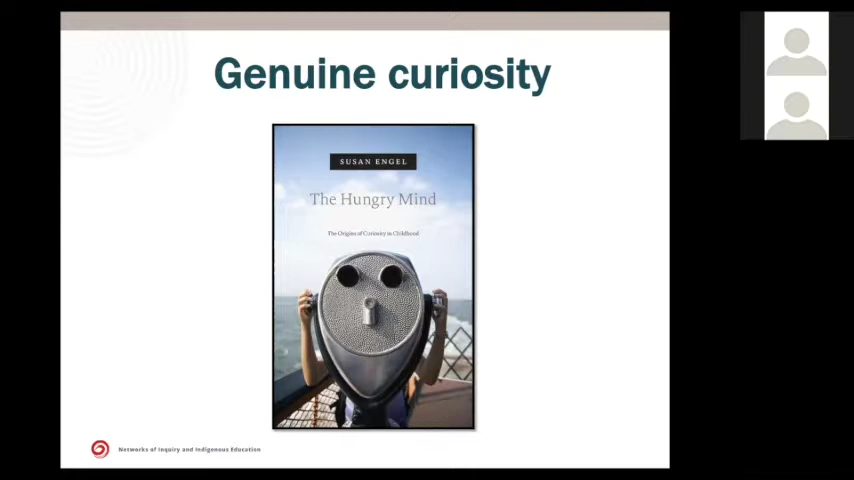 Genuine curiosity
SUSAN ENGEL
The Hungry Mind
The Origins of Curiosity in Childhood
Networks of Inquiry and Indigenous Education